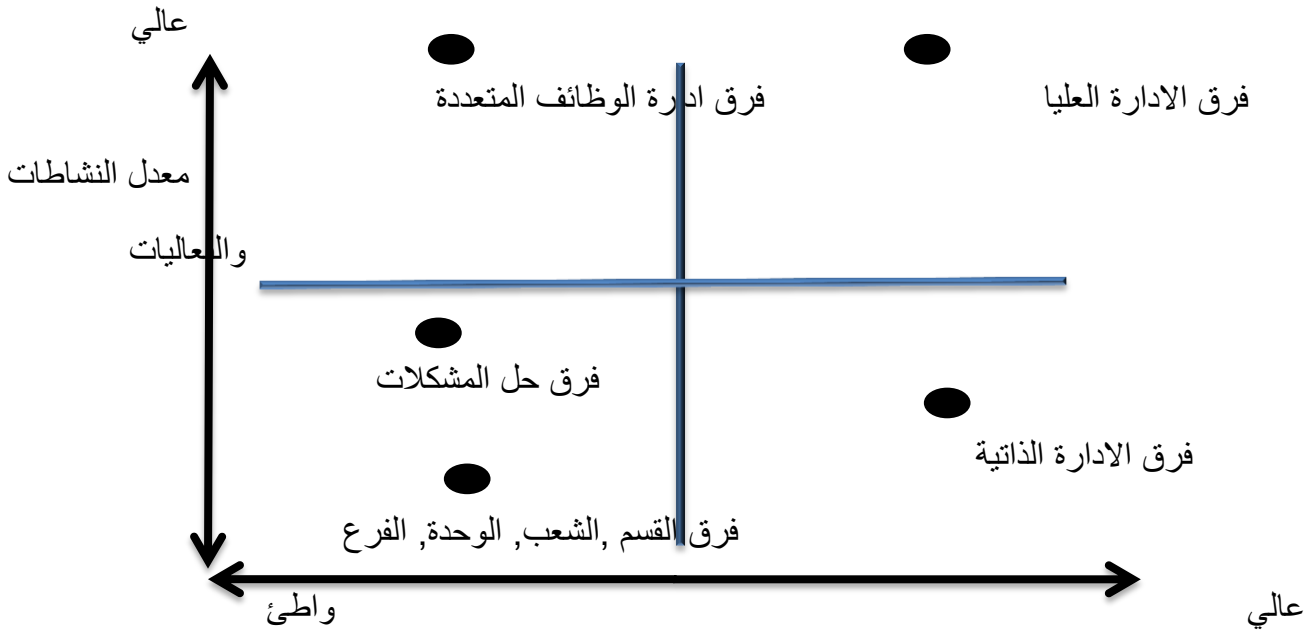 عالي
فرق الادارة العليا
فرق ادارة الوظائف المتعددة
معدل النشاطات
والفعاليات
فرق حل المشكلات
فرق الادارة الذاتية
فرق القسم ,الشعب, الوحدة, الفرع
عالي
واطئ